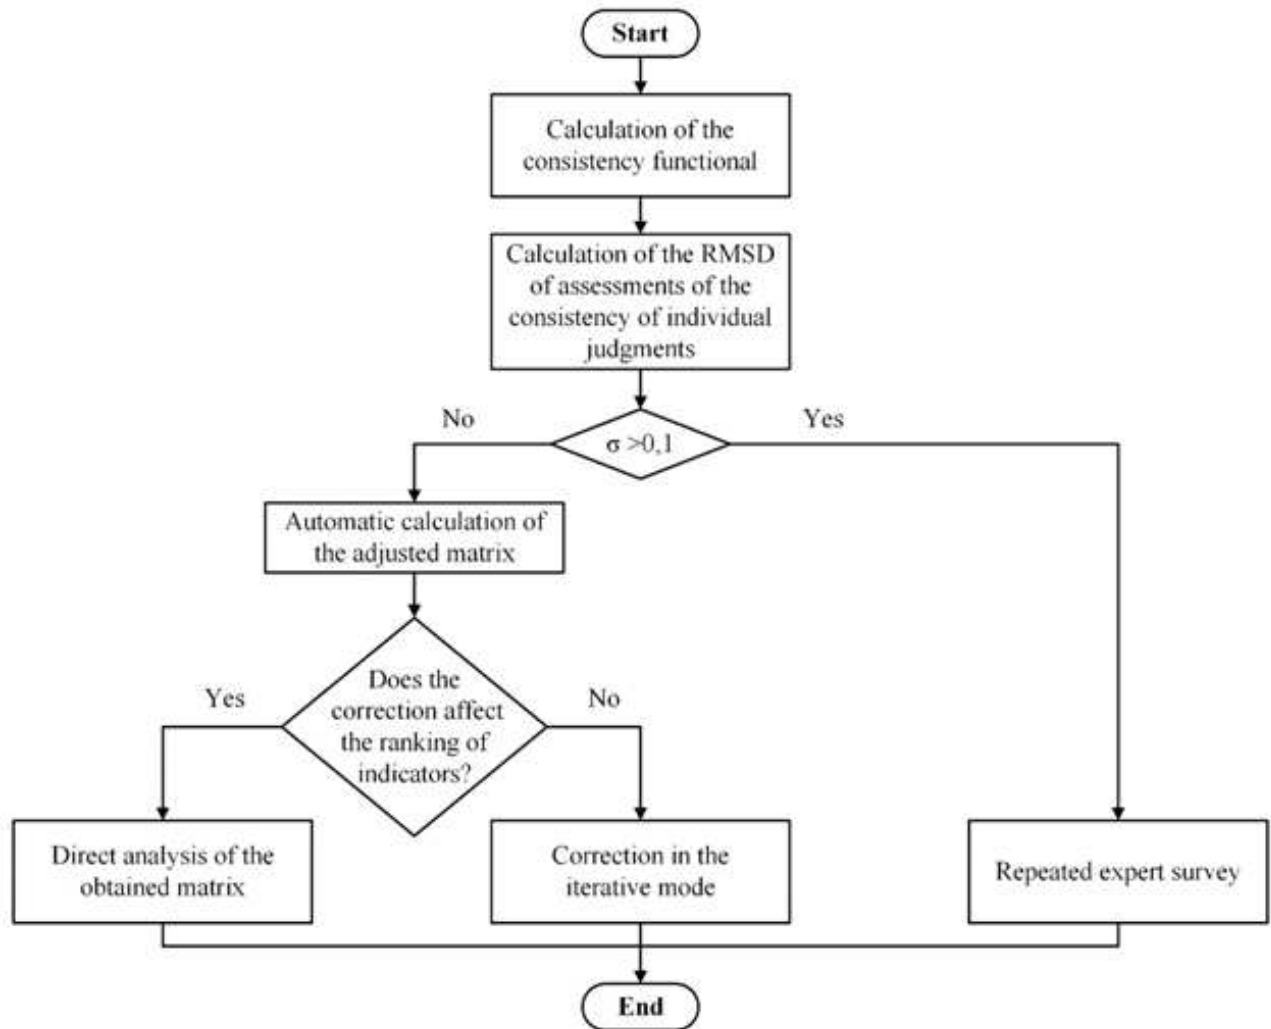 Start
Calculation of the
consistency functional
Calculation of the RMSD
of assessments of the
consistency of individual
judgments
No
Yes
σ >0,1
Automatic calculation of
the adjusted matrix
Yes
Does the
correction affect
the ranking of
indicators?
No
Direct analysis of the
obtained matrix
Correction in the
iterative mode
Repeated expert survey
End